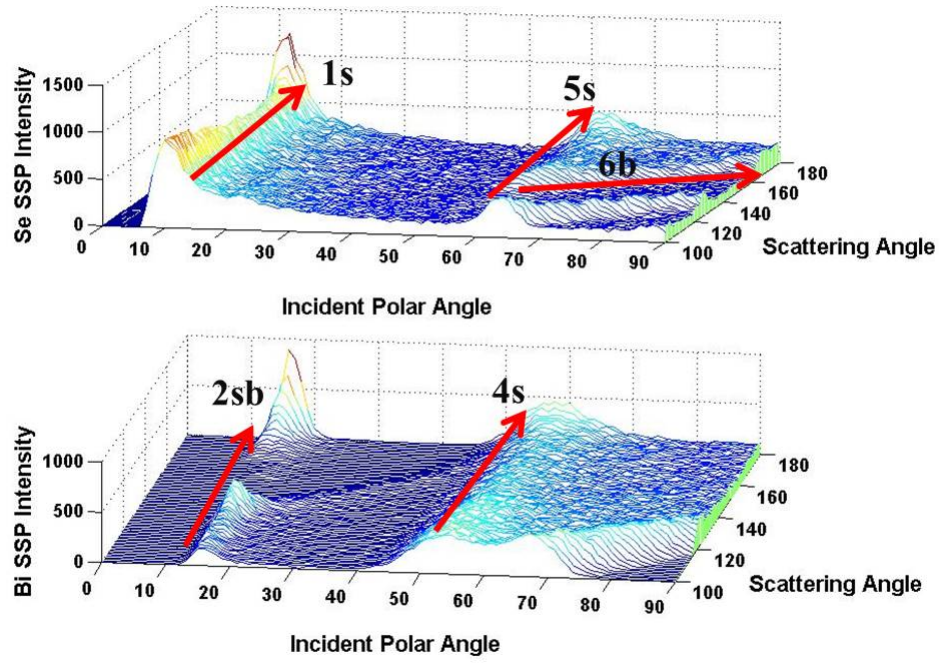 1500
1000
500
0
Se SSP Intensity
1s
5s
6b
0 10 20 30 40 50 60 70 80 90
100 120 140 160 180
Scattering Angle
Incident Polar Angle
1000
500
0
Bi SSP Intensity
2sb
4s
0 10 20 30 40 50 60 70 80 90
100 120 140 160 180
Scattering Angle
Incident Polar Angle